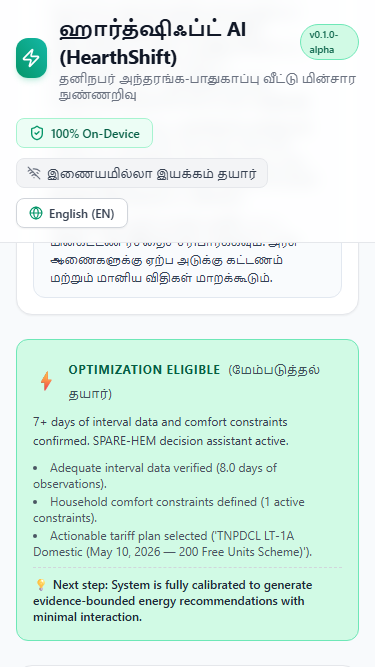 ஹார்த்ஷிஃப்ட் AI
(HearthShift)
v0.1.0-
alpha
தனிநபர் அந்தரங்க-பாதுகாப்பு வீட்டு மின்சார
நுண்ணறிவு
100% On-Device
இணையமில்லா இயக்கம் தயார்
English (EN)
ஆணைகளுக்கு ஏற்ப அடுக்கு கட்டணம்
மற்றும் மானிய விதிகள் மாறக்கூடும்.
OPTIMIZATION ELIGIBLE (மேம்படுத்தல்
தயார்)
7+ days of interval data and comfort constraints
confirmed. SPARE-HEM decision assistant active.
• Adequate interval data verified (8.0 days of
observations).
• Household comfort constraints defined (1 active
constraints).
• Actionable tariff plan selected ('TNPDCL LT-1A
Domestic (May 10, 2026 — 200 Free Units Scheme)').
Next step: System is fully calibrated to generate
evidence-bounded energy recommendations with
minimal interaction.